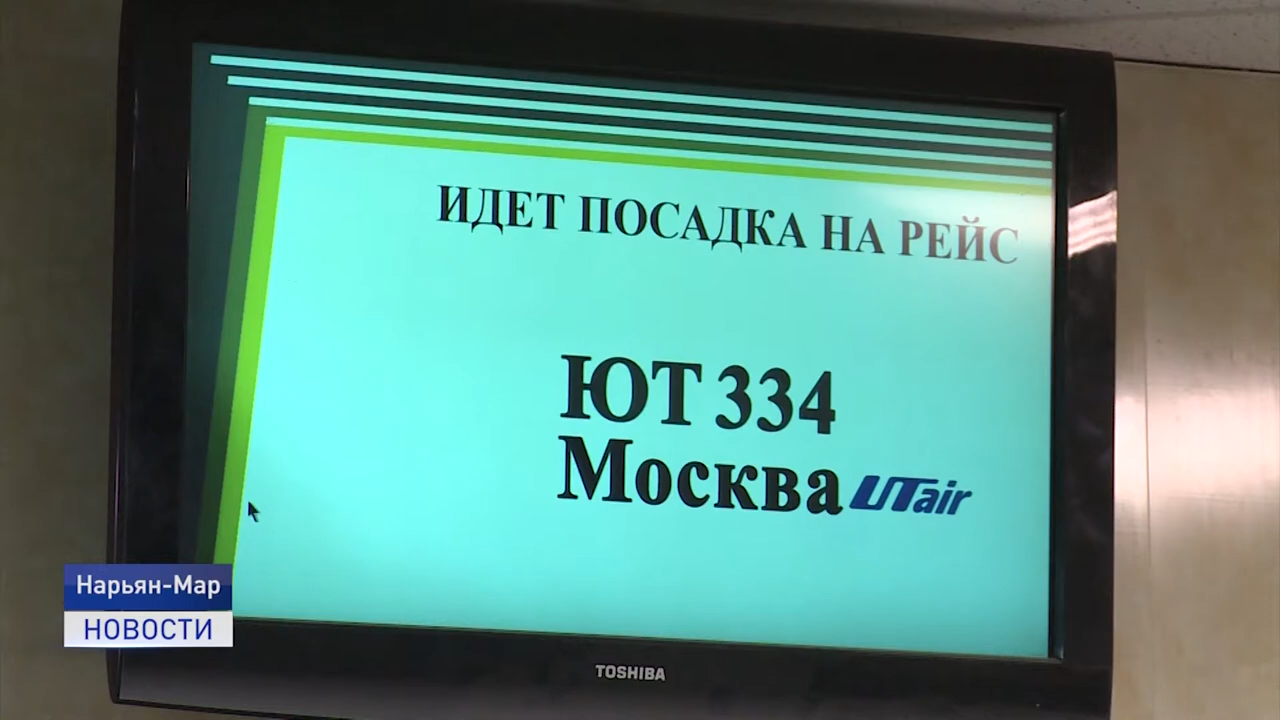 ИДЕТ ПОСАДКА НА РЕЙС
ЮТ 334
Москва UTair
Нарьян-Мар
НОВОСТИ
TOSHIBA